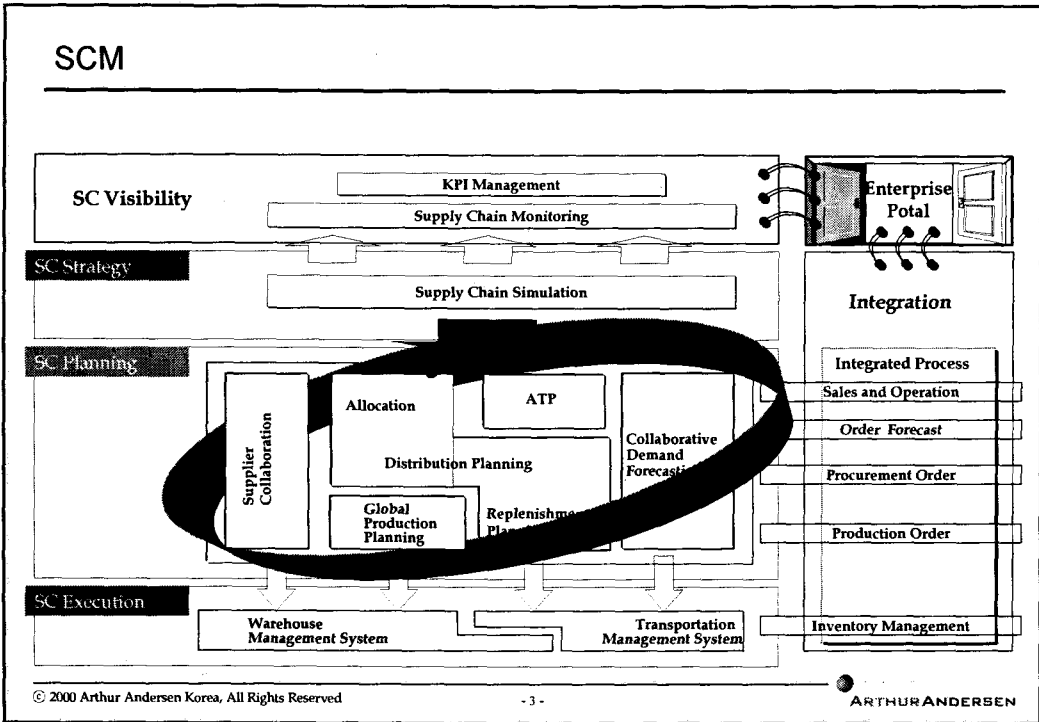 SCM
SC Visibility
KPI Management
Supply Chain Monitoring
Enterprise
Potal
SC Strategy
Supply Chain Simulation
Integration
SC Planning
Supplier
Collaboration
Allocation
ATP
Distribution Planning
Global
Production
Planning
Collaborative
Demand
Integrated Process
Sales and Operation
Order Forecast
Procurement Order
Production Order
Inventory Management
SC Execution
Warehouse
Management System
Transportation
Management System
© 2000 Arthur Andersen Korea, All Rights Reserved
- 3 -
ARTHUR ANDERSEN